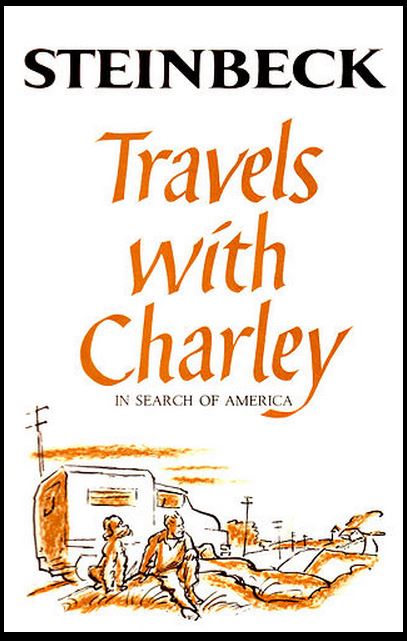 STEINBECK
Travels
with
Charley
IN SEARCH OF AMERICA